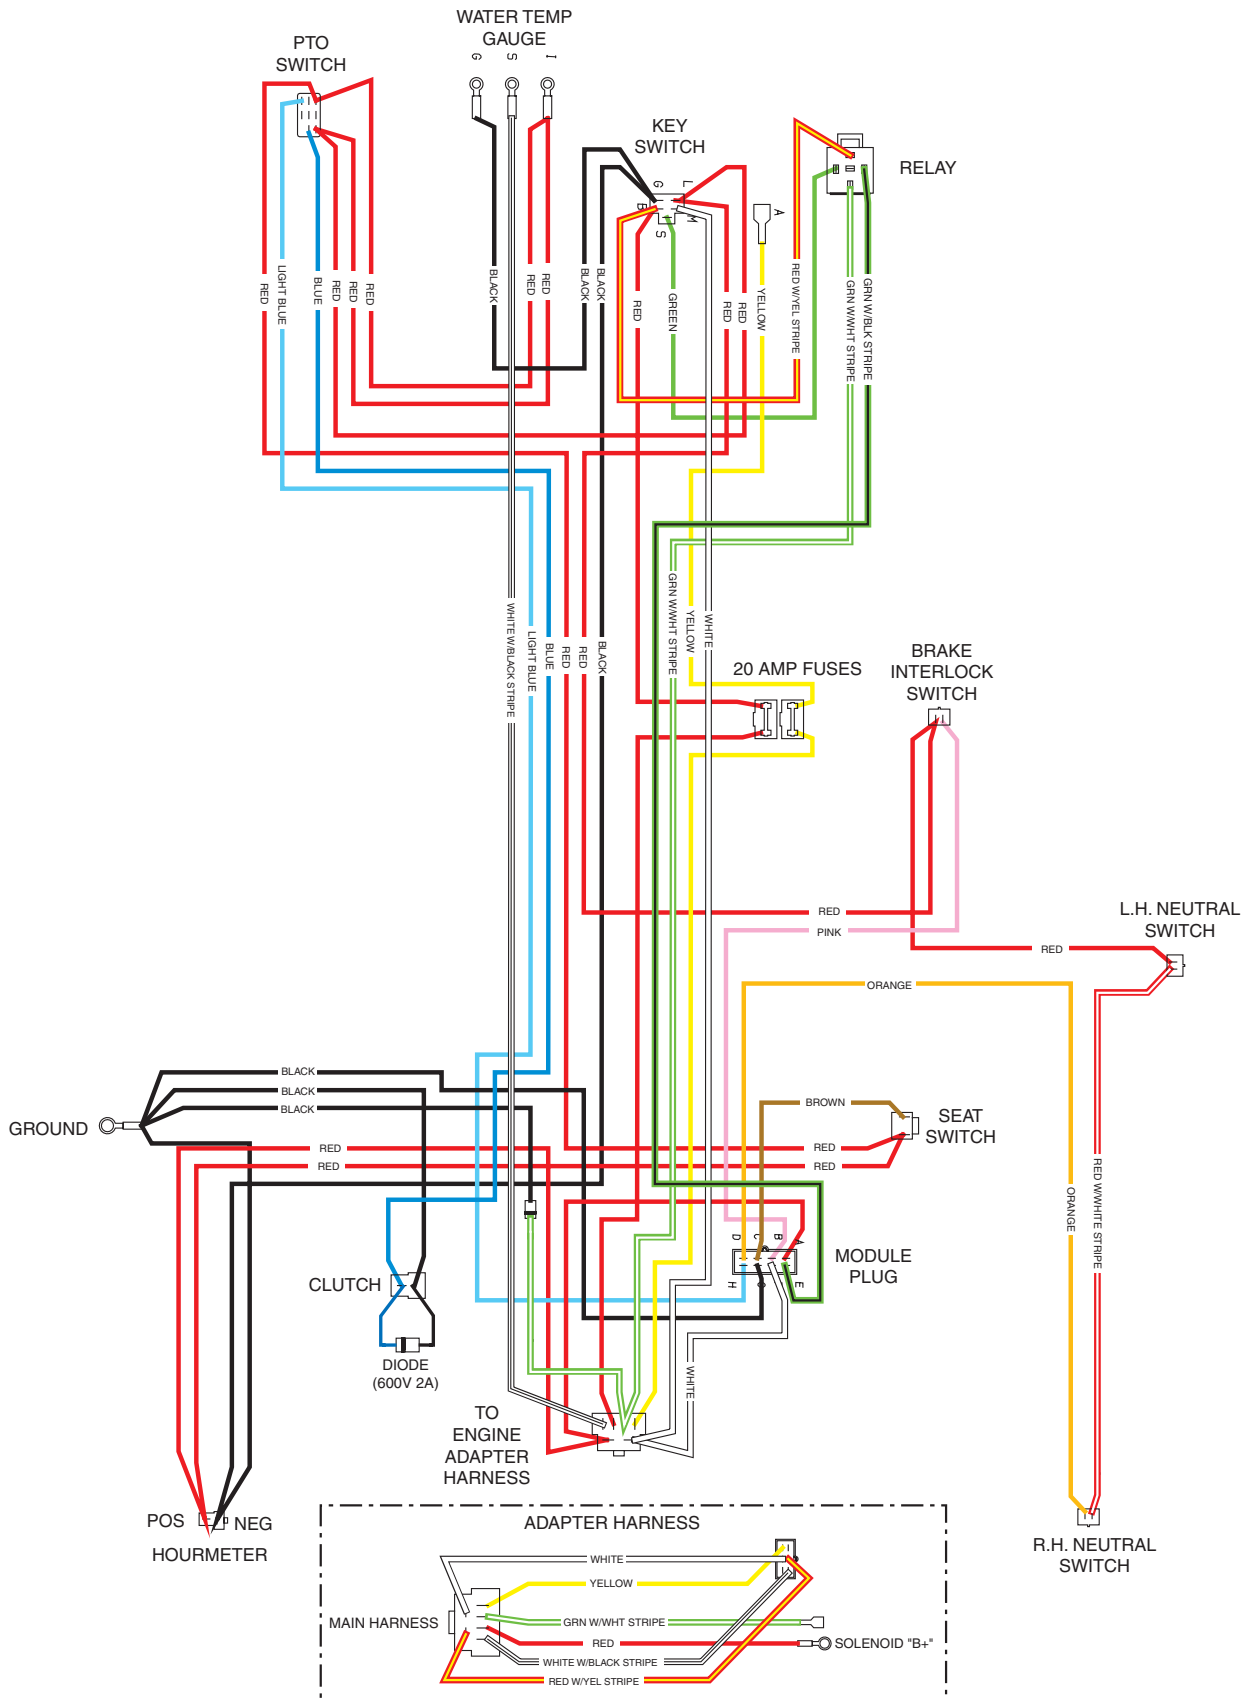 WATER TEMP
GAUGE
G
S
I
PTO
SWITCH
KEY
SWITCH
G
L
B
M
S
A
RELAY
RED
LIGHT BLUE
BLUE
RED
RED
RED
BLACK
RED
RED
BLACK
BLACK
RED
GREEN
RED
RED
YELLOW
RED W/YEL STRIPE
GRN W/WHT STRIPE
GRN W/BLK STRIPE
WHITE W/BLACK STRIPE
LIGHT BLUE
BLUE
RED
RED
BLACK
GRN W/WHT STRIPE
YELLOW
WHITE
20 AMP FUSES
BRAKE
INTERLOCK
SWITCH
RED
PINK
RED
L.H. NEUTRAL
SWITCH
ORANGE
BLACK
BLACK
BLACK
GROUND
BROWN
SEAT
SWITCH
RED
RED
RED
RED
ORANGE
RED W/WHITE STRIPE
D
C
B
A
H
E
MODULE
PLUG
CLUTCH
DIODE
(600V 2A)
WHITE
TO
ENGINE
ADAPTER
HARNESS
POS
NEG
HOURMETER
R.H. NEUTRAL
SWITCH
ADAPTER HARNESS
WHITE
YELLOW
MAIN HARNESS
GRN W/WHT STRIPE
RED
SOLENOID "B+"
WHITE W/BLACK STRIPE
RED W/YEL STRIPE